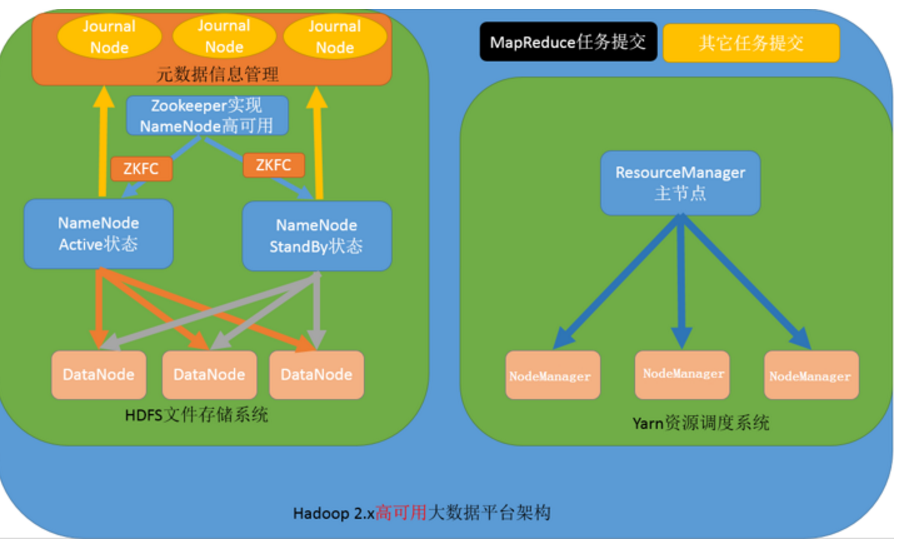 Journal
Node
Journal
Node
Journal
Node
元数据信息管理
Zookeeper实现
NameNode高可用
ZKFC
ZKFC
NameNode
Active状态
NameNode
StandBy状态
DataNode
DataNode
DataNode
HDFS文件存储系统
MapReduce任务提交
其它任务提交
ResourceManager
主节点
NodeManager
NodeManager
NodeManager
Yarn资源调度系统
Hadoop 2.x高可用大数据平台架构